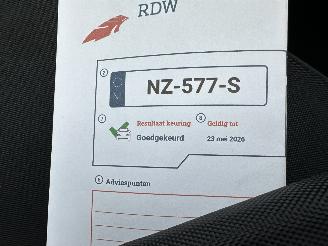 RDW
NZ-577-S
Resultaat keuring
Geldig tot
Goedgekeurd
23 mei 2026
Adviespunten